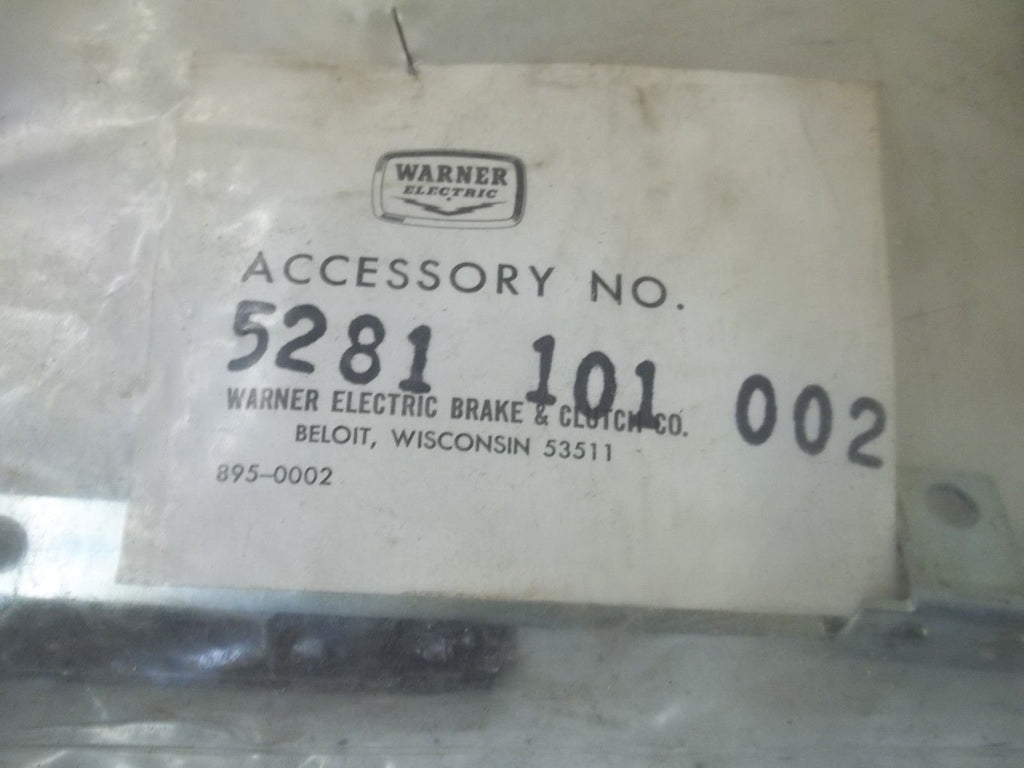 WARNER
ELECTRIC
ACCESSORY NO.
5281 101 002
WARNER ELECTRIC BRAKE & CLUTCH CO.
BELOIT, WISCONSIN 53511
895-0002